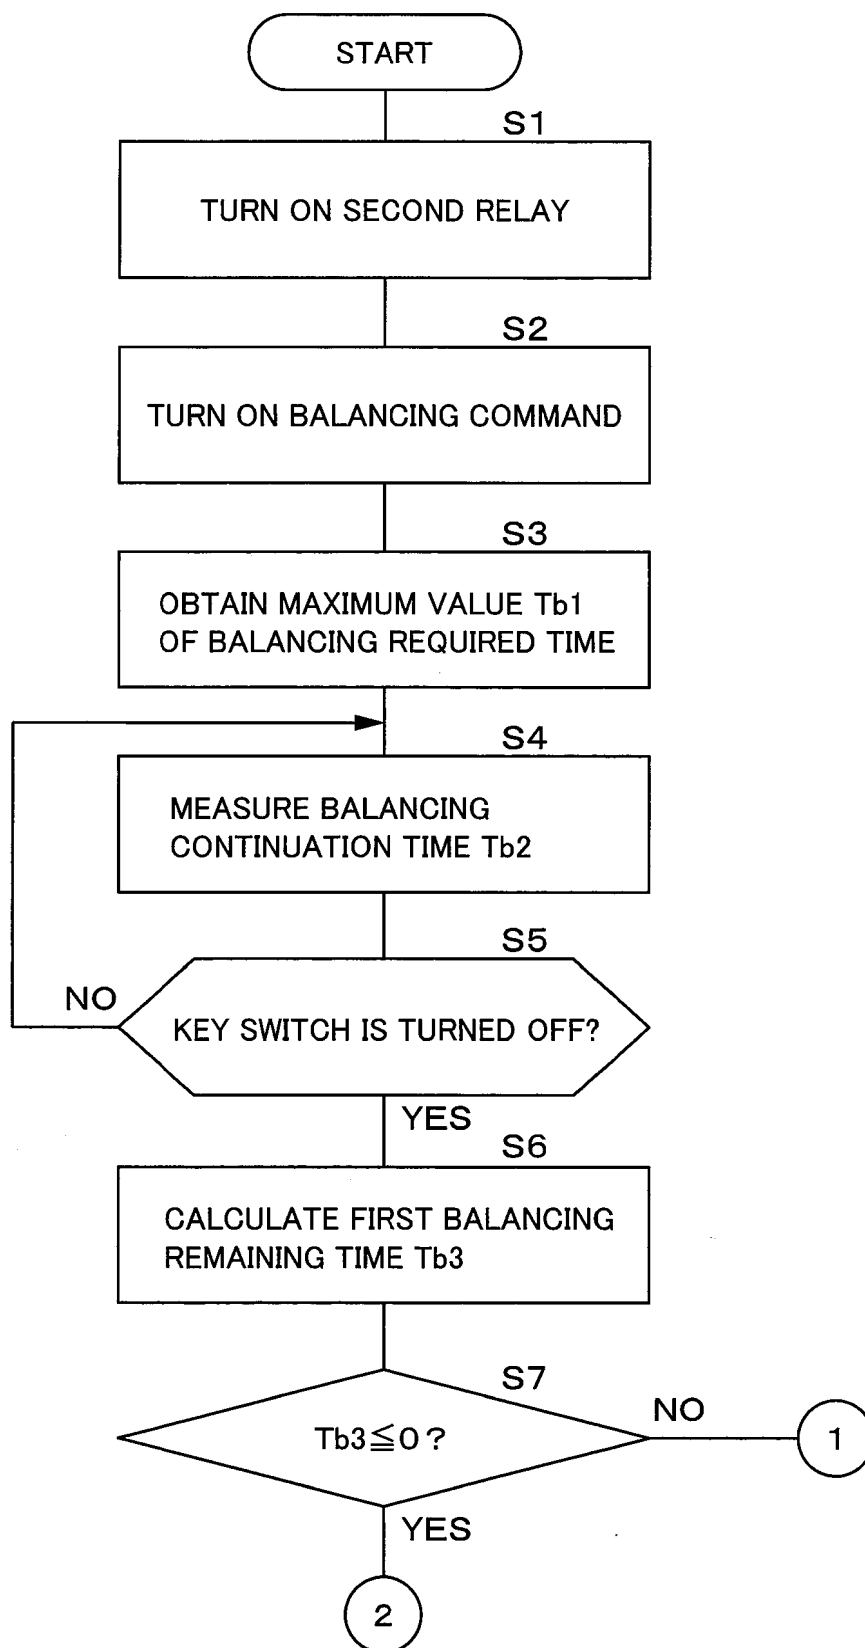 START
S1
TURN ON SECOND RELAY
S2
TURN ON BALANCING COMMAND
S3
OBTAIN MAXIMUM VALUE Tb1
OF BALANCING REQUIRED TIME
S4
MEASURE BALANCING
CONTINUATION TIME Tb2
S5
NO
KEY SWITCH IS TURNED OFF?
YES
S6
CALCULATE FIRST BALANCING
REMAINING TIME Tb3
S7
NO
Tb3≦0?
1
YES
2